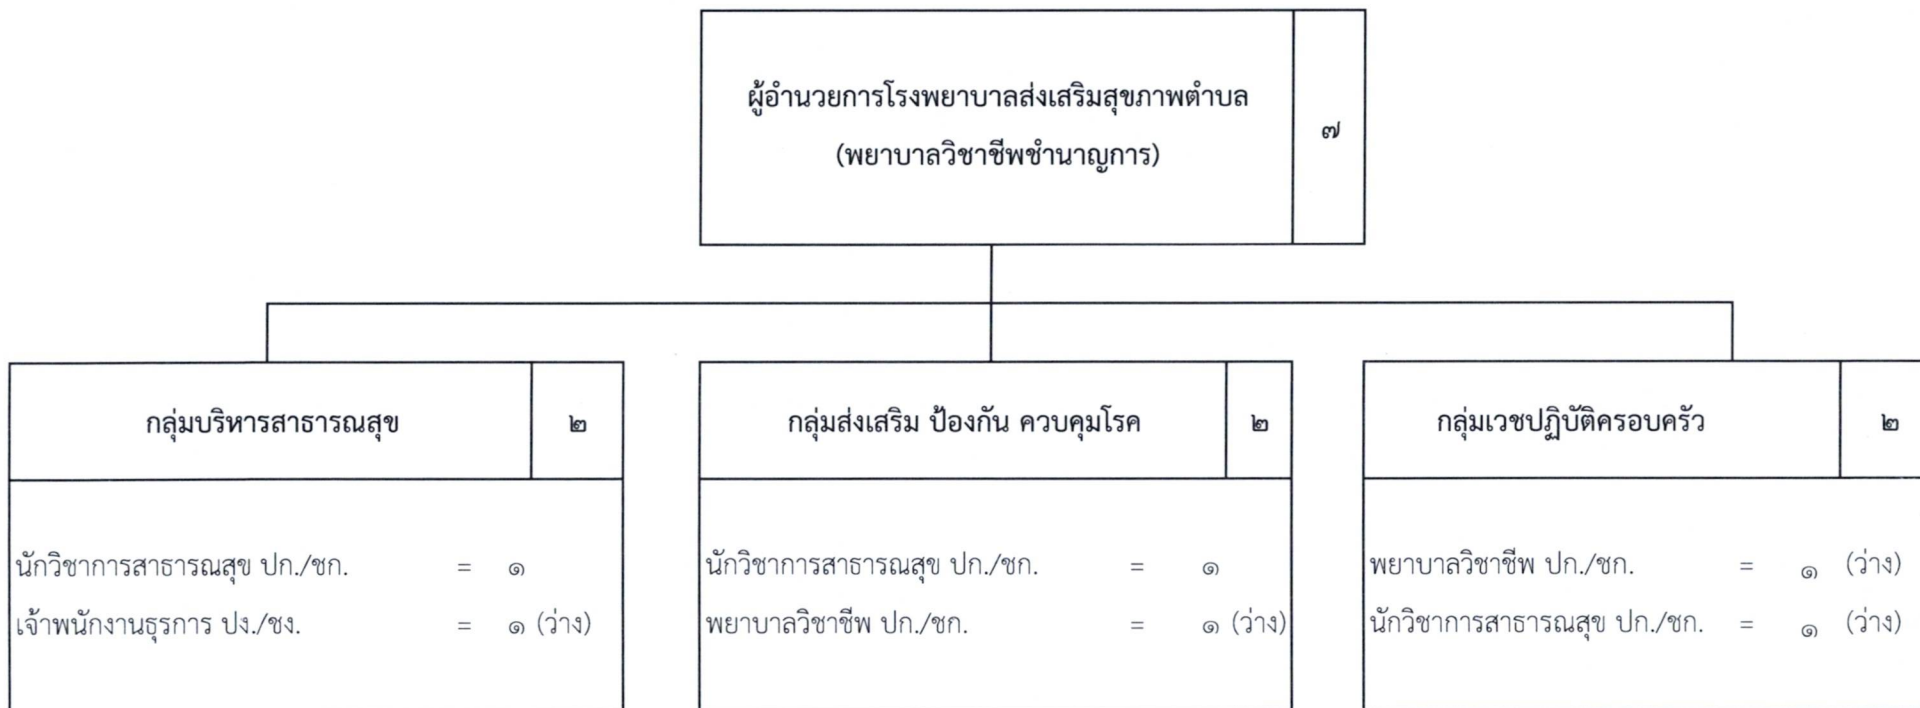 ผู้อำนวยการโรงพยาบาลส่งเสริมสุขภาพตำบล
(พยาบาลวิชาชีพชำนาญการ)
๗
กลุ่มบริหารสาธารณสุข ๒
นักวิชาการสาธารณสุข ปก./ชก. = ๑
เจ้าพนักงานธุรการ ปง./ชง. = ๑ (ว่าง)
กลุ่มส่งเสริม ป้องกัน ควบคุมโรค ๒
นักวิชาการสาธารณสุข ปก./ชก. = ๑
พยาบาลวิชาชีพ ปก./ชก. = ๑ (ว่าง)
กลุ่มเวชปฏิบัติครอบครัว ๒
พยาบาลวิชาชีพ ปก./ชก. = ๑ (ว่าง)
นักวิชาการสาธารณสุข ปก./ชก. = ๑ (ว่าง)